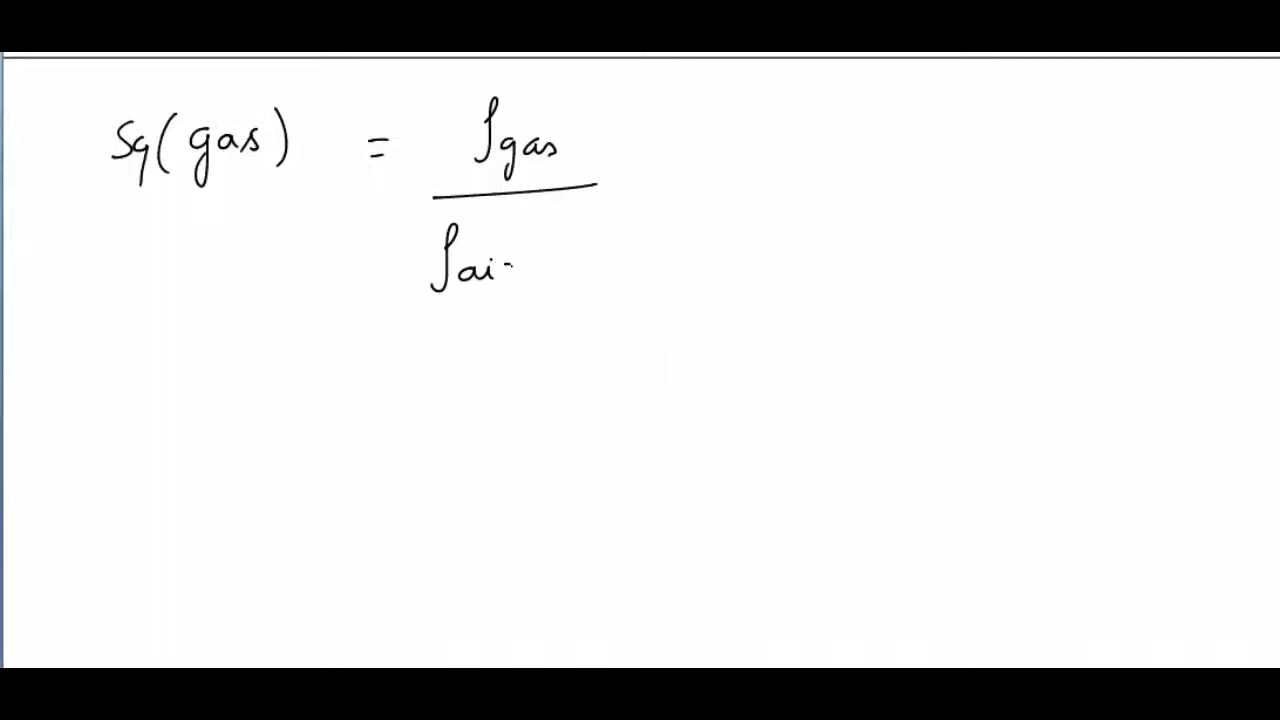 Sg(gas) = ρgas
ρai